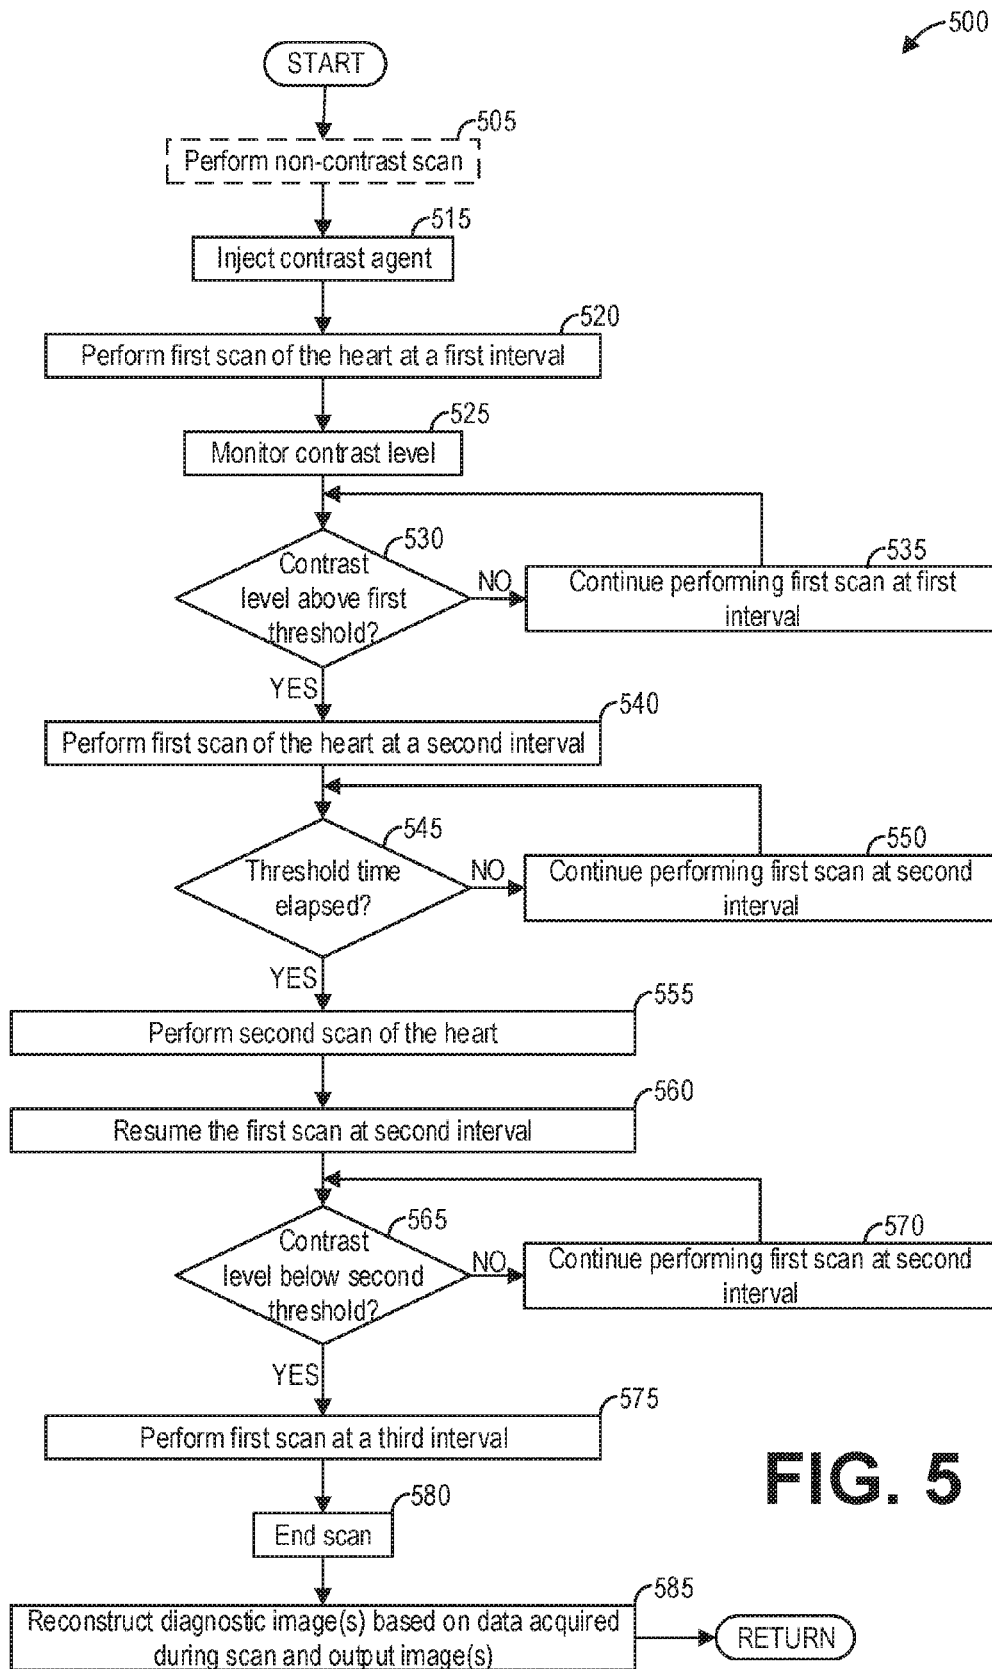 500
START
505
Perform non-contrast scan
515
Inject contrast agent
520
Perform first scan of the heart at a first interval
525
Monitor contrast level
530
Contrast
level above first
threshold?
NO
535
Continue performing first scan at first
interval
YES
540
Perform first scan of the heart at a second interval
545
Threshold time
elapsed?
NO
550
Continue performing first scan at second
interval
YES
555
Perform second scan of the heart
560
Resume the first scan at second interval
565
Contrast
level below second
threshold?
NO
570
Continue performing first scan at second
interval
YES
575
Perform first scan at a third interval
580
End scan
585
Reconstruct diagnostic image(s) based on data acquired
during scan and output image(s)
RETURN
FIG. 5